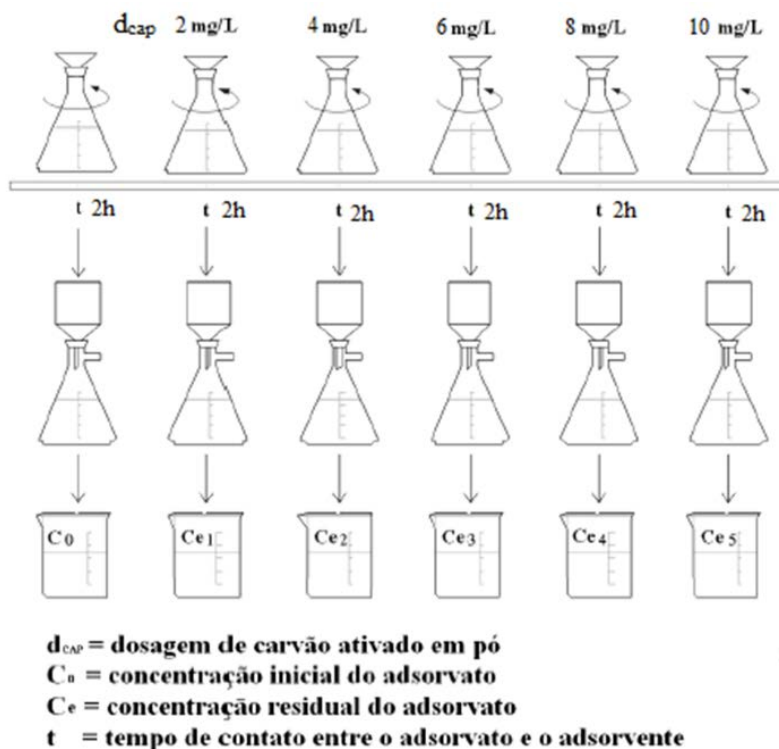 dcap 2 mg/L 4 mg/L 6 mg/L 8 mg/L 10 mg/L
t 2h t 2h t 2h t 2h t 2h t 2h
C0 Ce1 Ce2 Ce3 Ce4 Ce5
dCAP = dosagem de carvão ativado em pó
C0 = concentração inicial do adsorvato
Ce = concentração residual do adsorvato
t = tempo de contato entre o adsorvato e o adsorvente